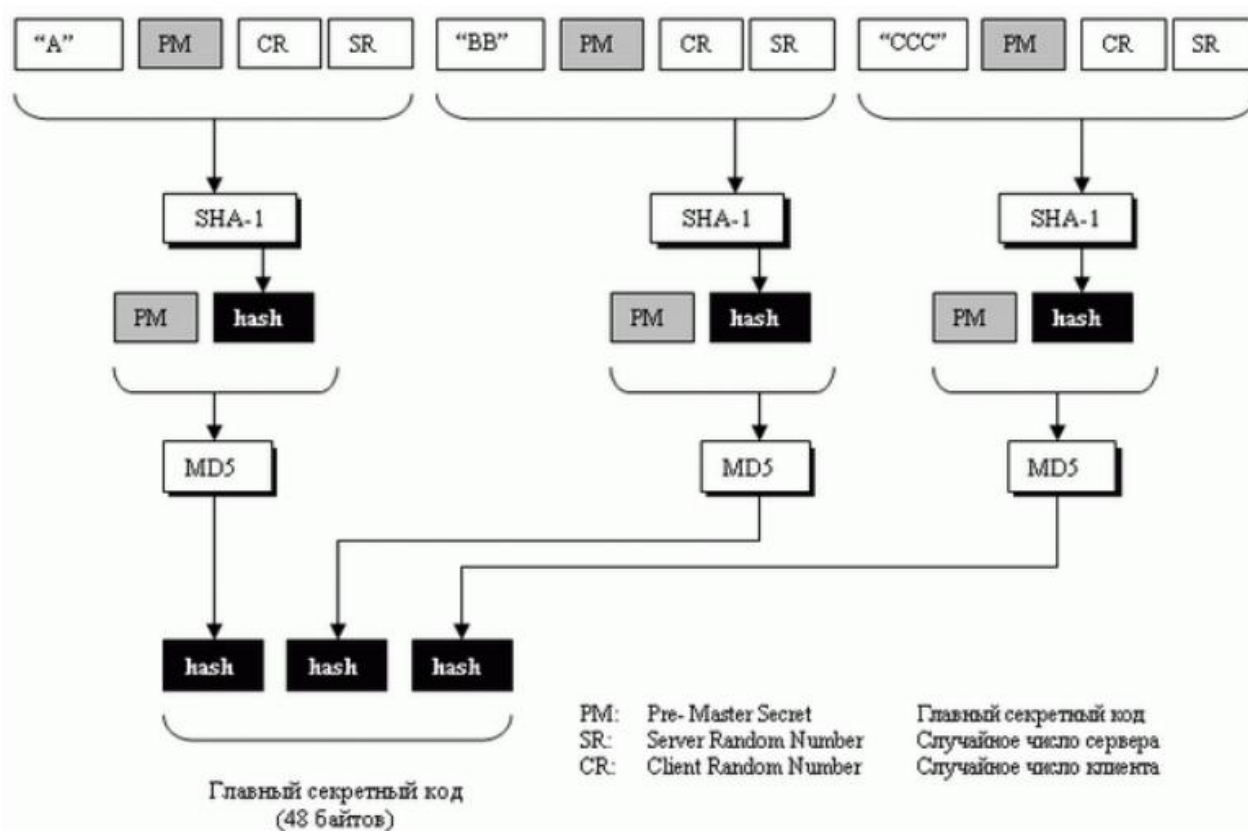 “A” PM CR SR “BB” PM CR SR “CCC” PM CR SR
SHA-1 SHA-1 SHA-1
PM hash PM hash PM hash
MD5 MD5 MD5
hash hash hash
PM: Pre- Master Secret Главный секретный код
SR: Server Random Number Случайное число сервера
CR: Client Random Number Случайное число клиента
Главный секретный код
(48 байтов)